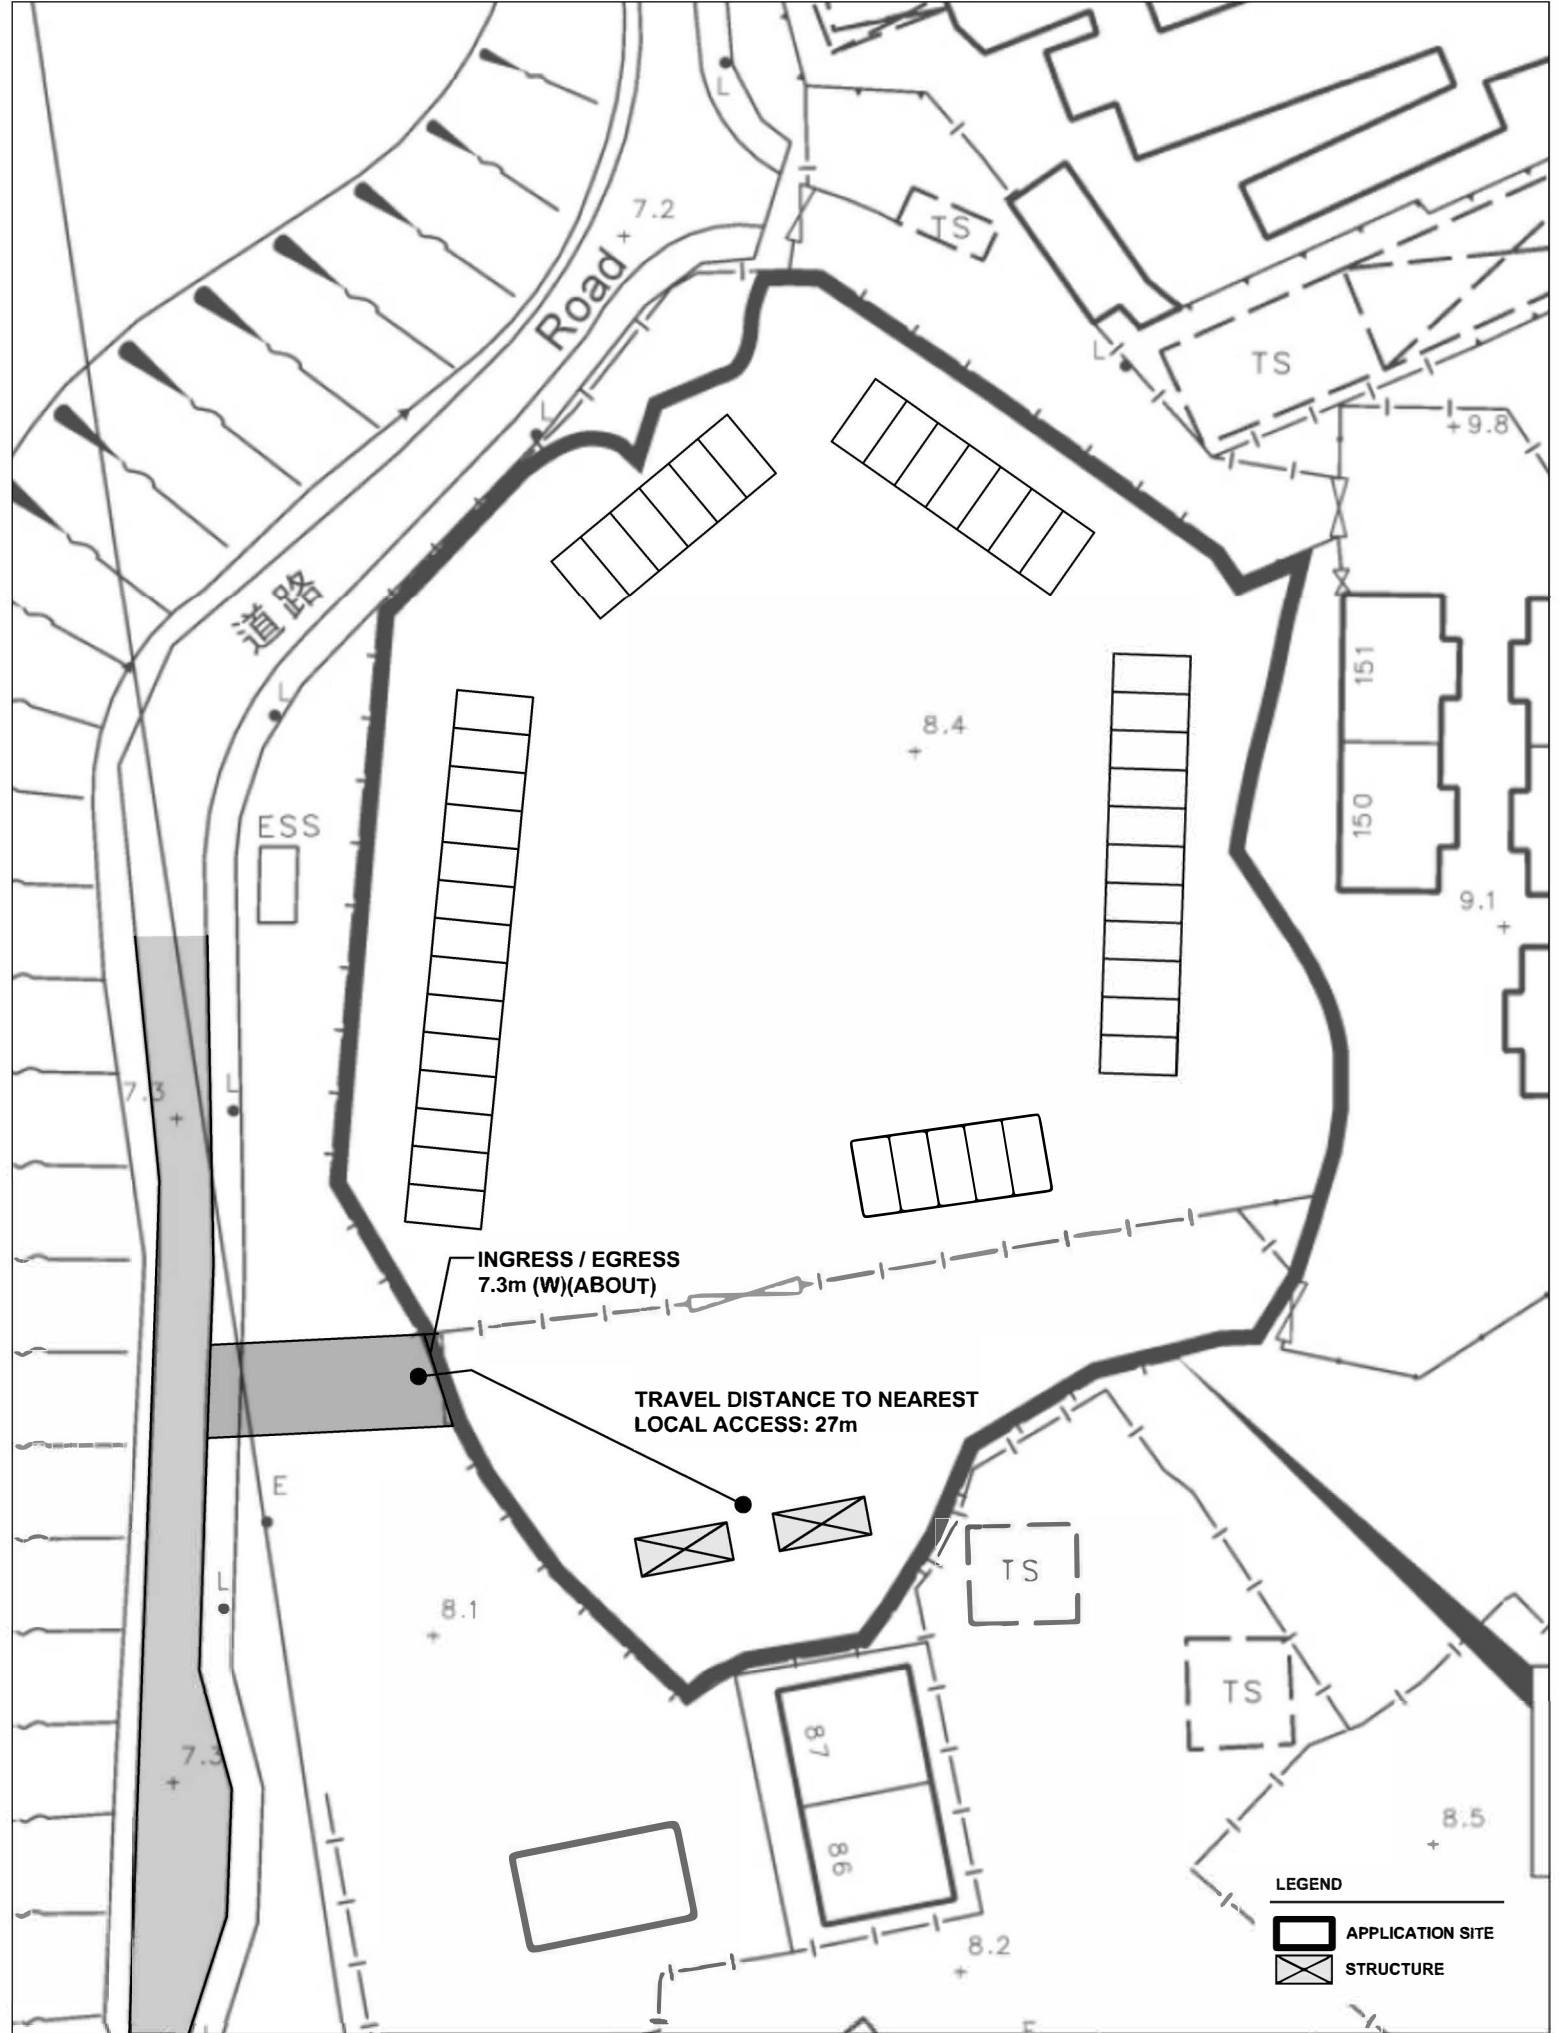 L
7.2
TS
Road
L
TS
9.8
L
道路
151
L
8.4
150
ESS
9.1
7.3
L
INGRESS / EGRESS
7.3m (W)(ABOUT)
TRAVEL DISTANCE TO NEAREST
LOCAL ACCESS: 27m
E
TS
L
8.1
TS
87
7.3
8.5
86
LEGEND
APPLICATION SITE
8.2
STRUCTURE